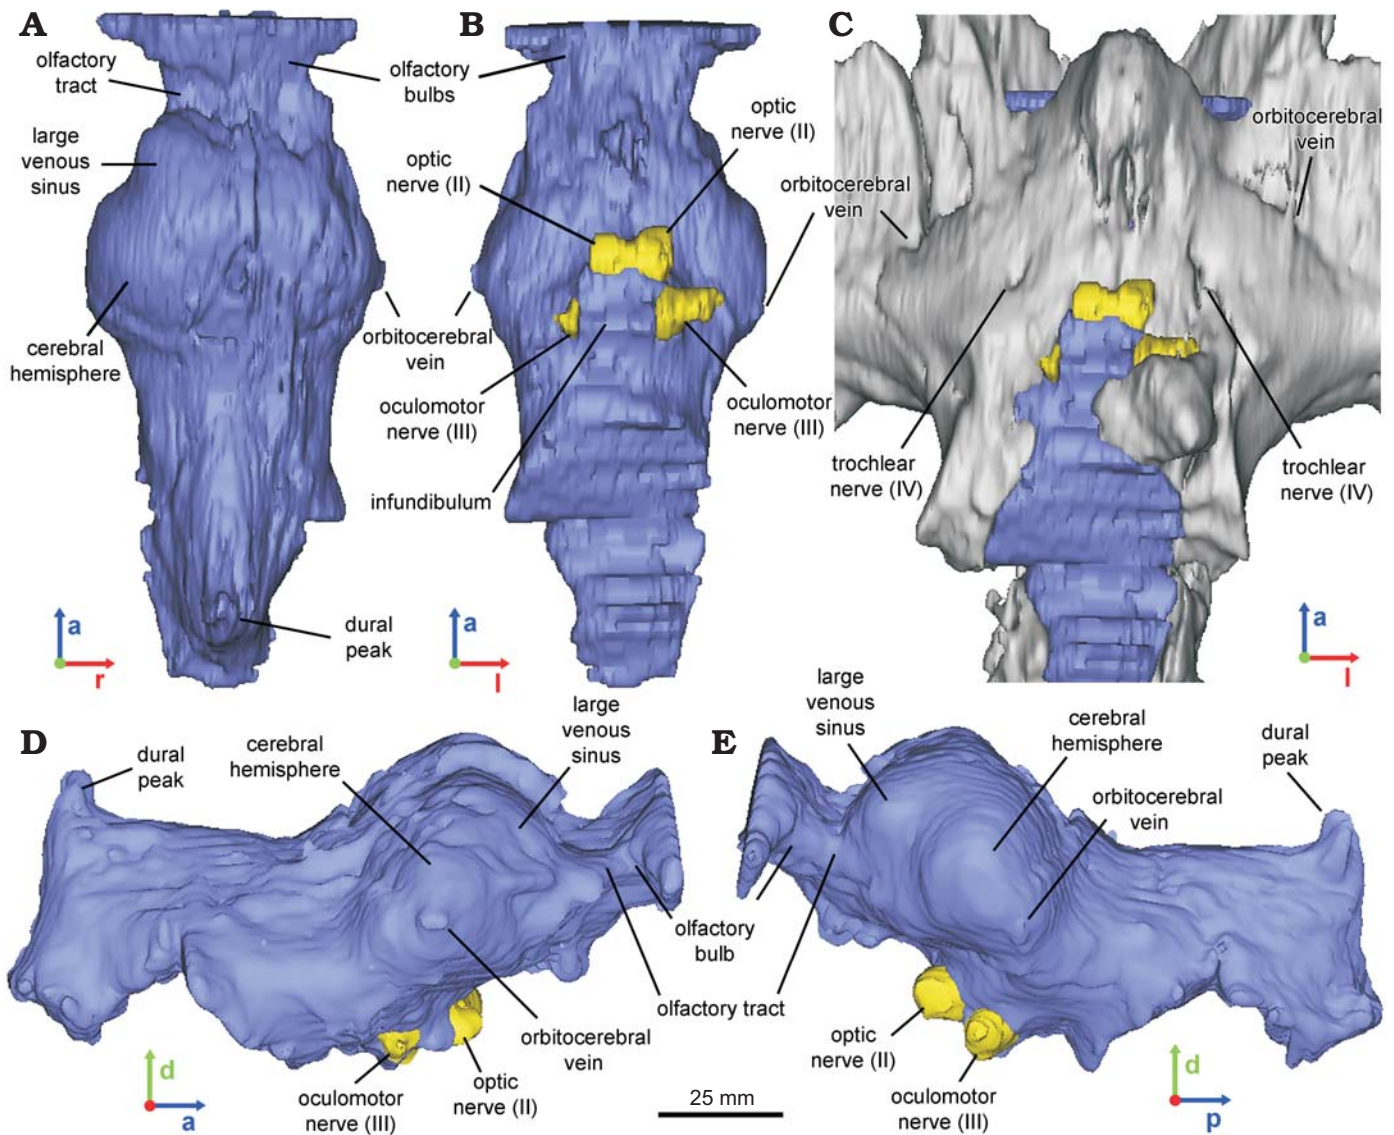 A
B
C
olfactory
tract
large
venous
sinus
cerebral
hemisphere
olfactory
bulbs
optic
nerve (II)
optic
nerve (II)
orbitocerebral
vein
orbitocerebral
vein
orbitocerebral
vein
oculomotor
nerve (III)
oculomotor
nerve (III)
infundibulum
trochlear
nerve (IV)
trochlear
nerve (IV)
dural
peak
a
r
a
l
a
l
D
E
dural
peak
cerebral
hemisphere
large
venous
sinus
olfactory
bulb
olfactory tract
orbitocerebral
vein
optic
nerve (II)
oculomotor
nerve (III)
d
a
25 mm
large
venous
sinus
cerebral
hemisphere
orbitocerebral
vein
dural
peak
optic
nerve (II)
oculomotor
nerve (III)
d
p